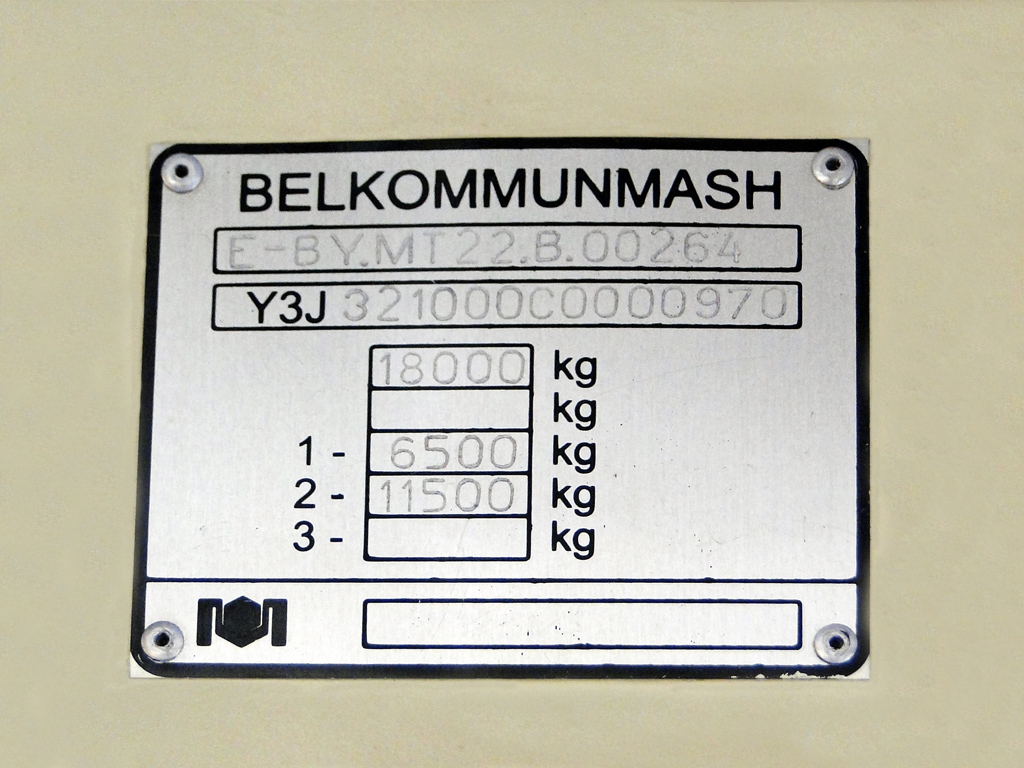 BELKOMMUNMASH
E-BY.MT22.B.00264
Y3J 321000C0000970
18000 kg
kg
1 - 6500 kg
2 - 11500 kg
3 - kg